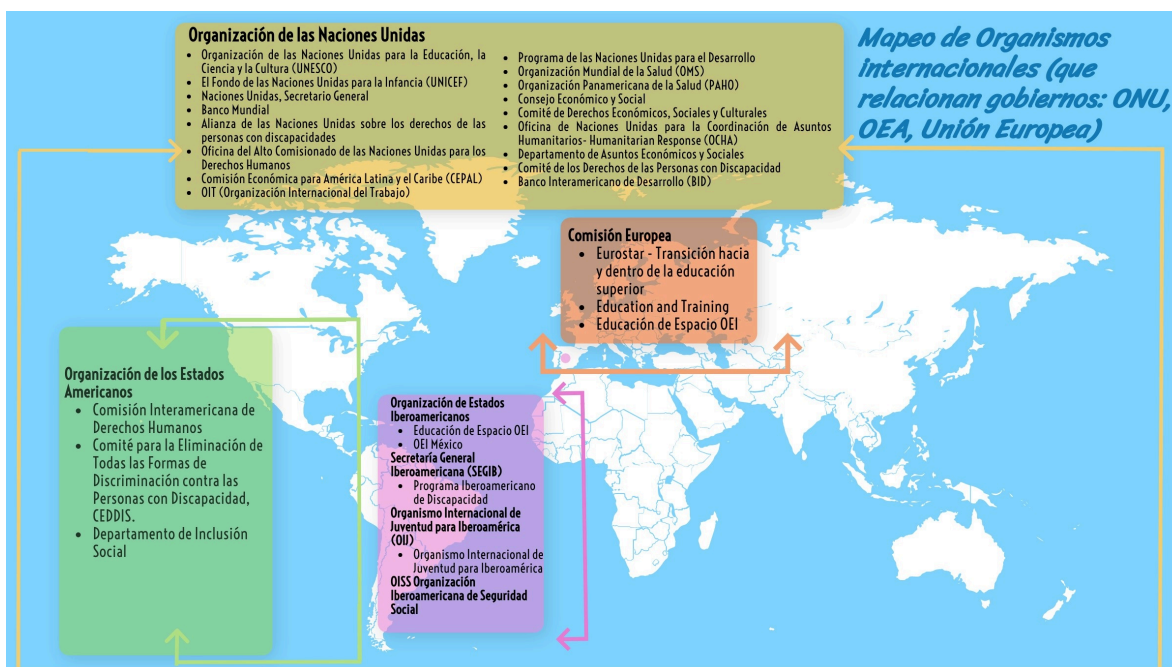 Organización de las Naciones Unidas
• Organización de las Naciones Unidas para la Educación, la
Ciencia y la Cultura (UNESCO)
• El Fondo de las Naciones Unidas para la Infancia (UNICEF)
• Naciones Unidas, Secretario General
• Banco Mundial
• Alianza de las Naciones Unidas sobre los derechos de las
personas con discapacidades
• Oficina del Alto Comisionado de las Naciones Unidas para los
Derechos Humanos
• Comisión Económica para América Latina y el Caribe (CEPAL)
• OIT (Organización Internacional del Trabajo)
• Programa de las Naciones Unidas para el Desarrollo
• Organización Mundial de la Salud (OMS)
• Organización Panamericana de la Salud (PAHO)
• Consejo Económico y Social
• Comité de Derechos Económicos, Sociales y Culturales
• Oficina de Naciones Unidas para la Coordinación de Asuntos
Humanitarios- Humanitarian Response (OCHA)
• Departamento de Asuntos Económicos y Sociales
• Comité de los Derechos de las Personas con Discapacidad
• Banco Interamericano de Desarrollo (BID)
Mapeo de Organismos
internacionales (que
relacionan gobiernos: ONU,
OEA, Unión Europea)
Comisión Europea
• Eurostar - Transición hacia
y dentro de la educación
superior
• Education and Training
• Educación de Espacio OEI
Organización de los Estados
Americanos
• Comisión Interamericana de
Derechos Humanos
• Comité para la Eliminación de
Todas las Formas de
Discriminación contra las
Personas con Discapacidad,
CEDDIS.
• Departamento de Inclusión
Social
Organización de Estados
Iberoamericanos
• Educación de Espacio OEI
• OEI México
Secretaría General
Iberoamericana (SEGIB)
• Programa Iberoamericano
de Discapacidad
Organismo Internacional de
Juventud para Iberoamérica
(OIJ)
• Organismo Internacional de
Juventud para Iberoamérica
OISS Organización
Iberoamericana de Seguridad
Social